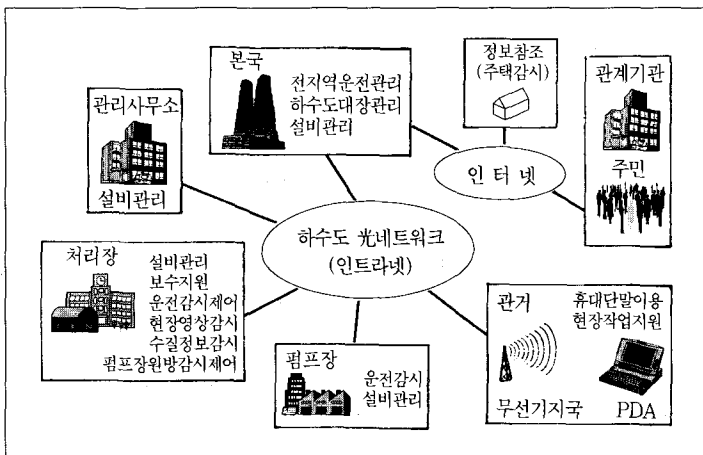 본국
전지역운전관리
하수도대장관리
설비관리
정보참조
(주택감시)
관계기관
주민
관리사무소
설비관리
인 터 넷
하수도 光네트워크
(인트라넷)
처리장
설비관리
보수지원
운전감시제어
현장영상감시
수질정보감시
펌프장원방감시제어
펌프장
운전감시
설비관리
관거
휴대단말이용
현장작업지원
무선기지국
PDA